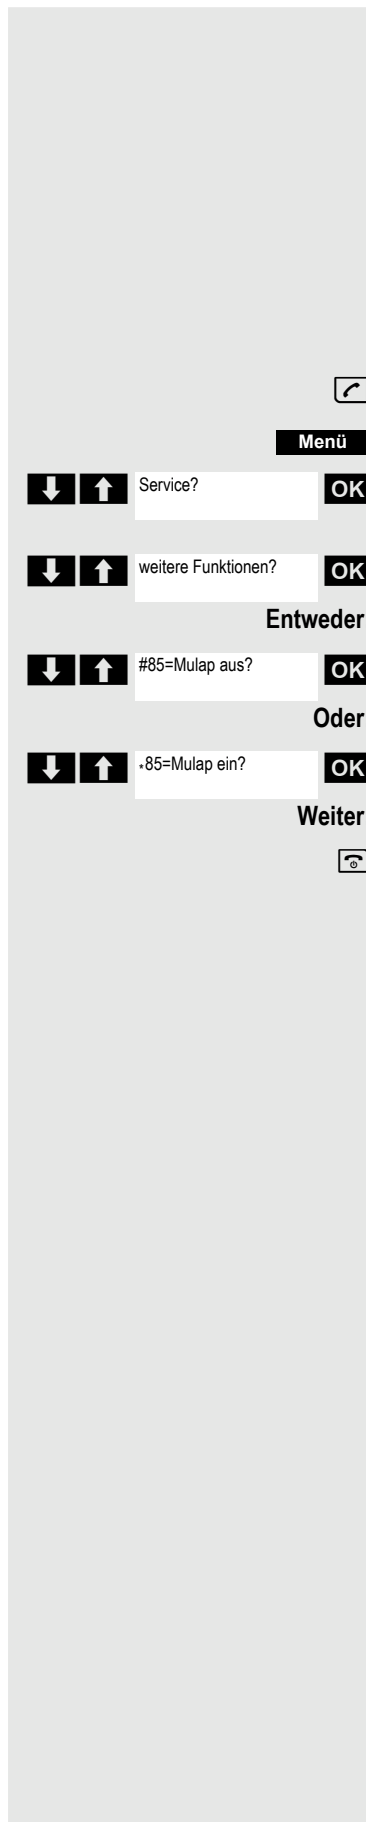 Menü
Service? OK
weitere Funktionen? OK
Entweder
#85=Mulap aus? OK
Oder
*85=Mulap ein? OK
Weiter